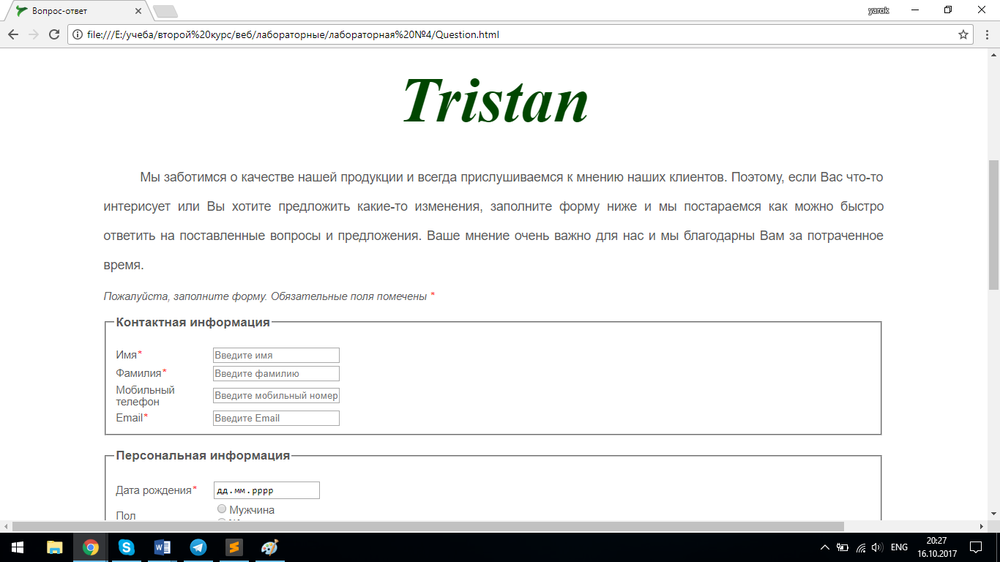 Вопрос-ответ
yarok
file:///E:/учеба/второй%20курс/веб/лабораторные/лабораторная%20№4/Question.html
Tristan
Мы заботимся о качестве нашей продукции и всегда прислушиваемся к мнению наших клиентов. Поэтому, если Вас что-то
интерисует или Вы хотите предложить какие-то изменения, заполните форму ниже и мы постараемся как можно быстро
ответить на поставленные вопросы и предложения. Ваше мнение очень важно для нас и мы благодарны Вам за потраченное
время.
Пожалуйста, заполните форму. Обязательные поля помечены *
Контактная информация
Имя* Введите имя
Фамилия* Введите фамилию
Мобильный
телефон Введите мобильный номер
Email* Введите Email
Персональная информация
Дата рождения* дд.мм.рррр
Пол Мужчина
ENG
20:27
16.10.2017